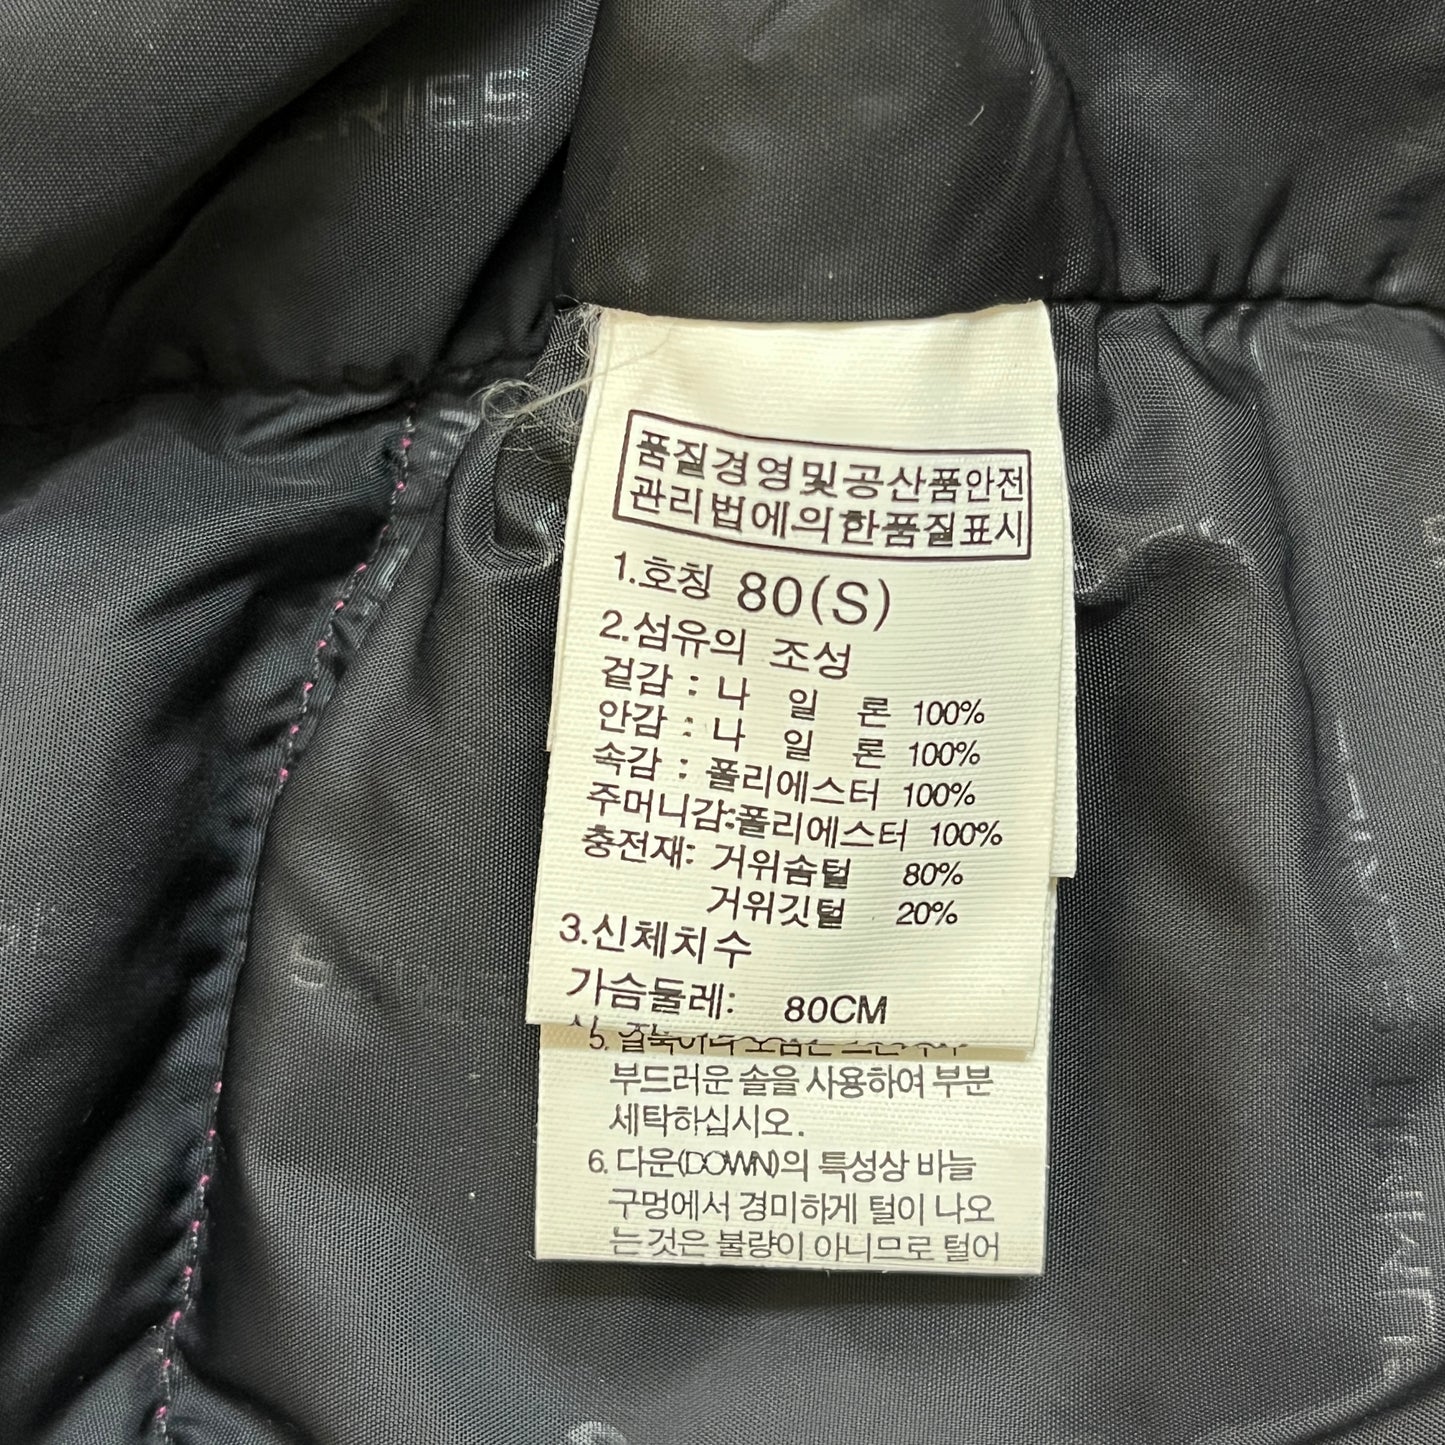 품질경영및공산품안전
관리법에의한품질표시
1.호칭 80(S)
2.섬유의 조성
겉감 : 나 일 론 100%
안감 : 나 일 론 100%
속감 : 폴리에스터 100%
주머니감:폴리에스터 100%
충전재: 거위솜털 80%
거위깃털 20%
3.신체치수
가슴둘레: 80CM
5.
부드러운 솔을 사용하여 부분
세탁하십시오.
6. 다운(DOWN)의 특성상 바늘
구멍에서 경미하게 털이 나오
는 것은 불량이 아니므로 털어